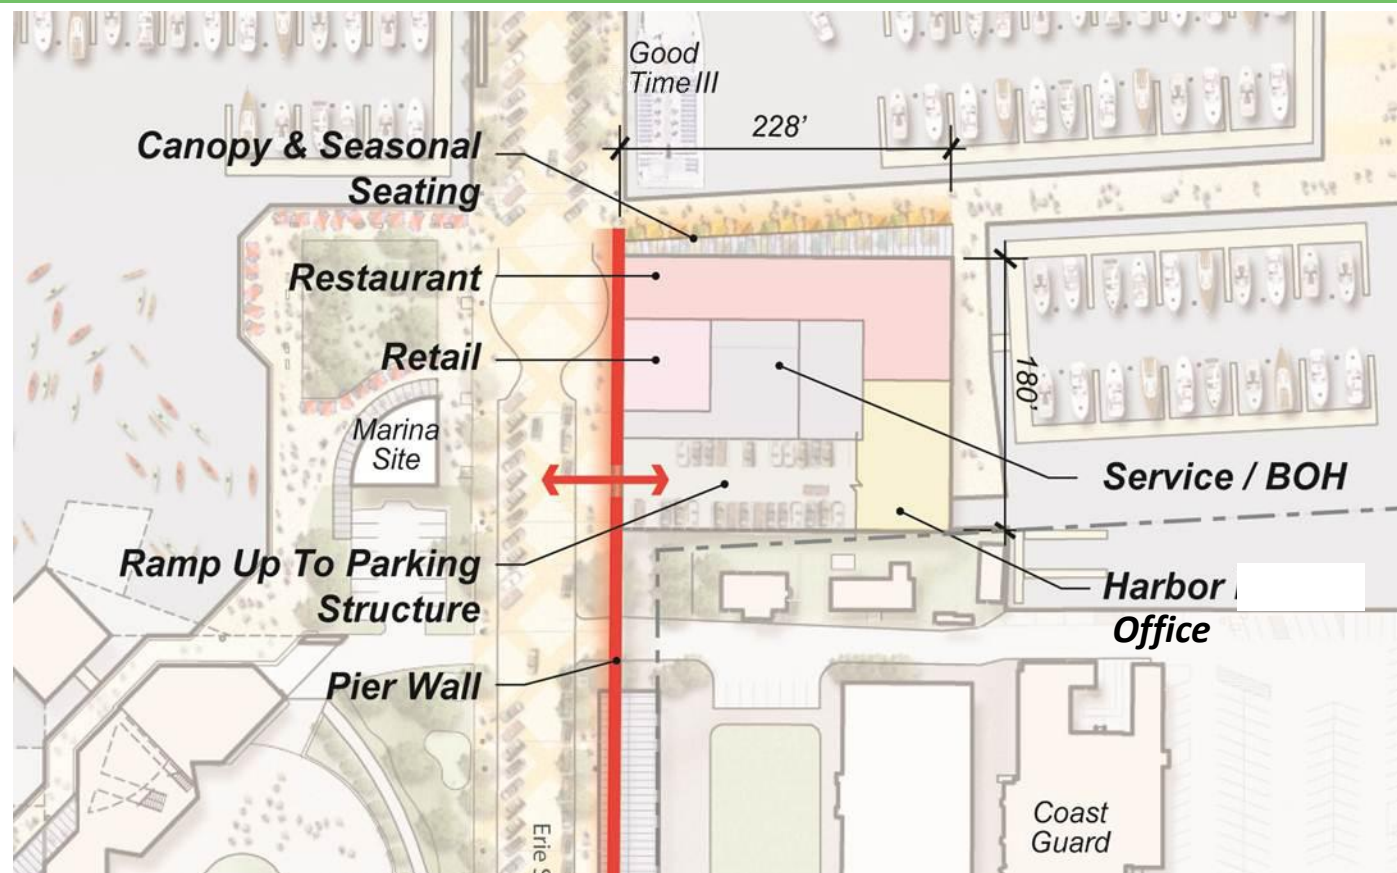 Good
Time III
228’
Canopy & Seasonal
Seating
Restaurant
Retail
180’
Marina
Site
Service / BOH
Ramp Up To Parking
Structure
Harbor
Office
Pier Wall
Coast
Guard
Erie